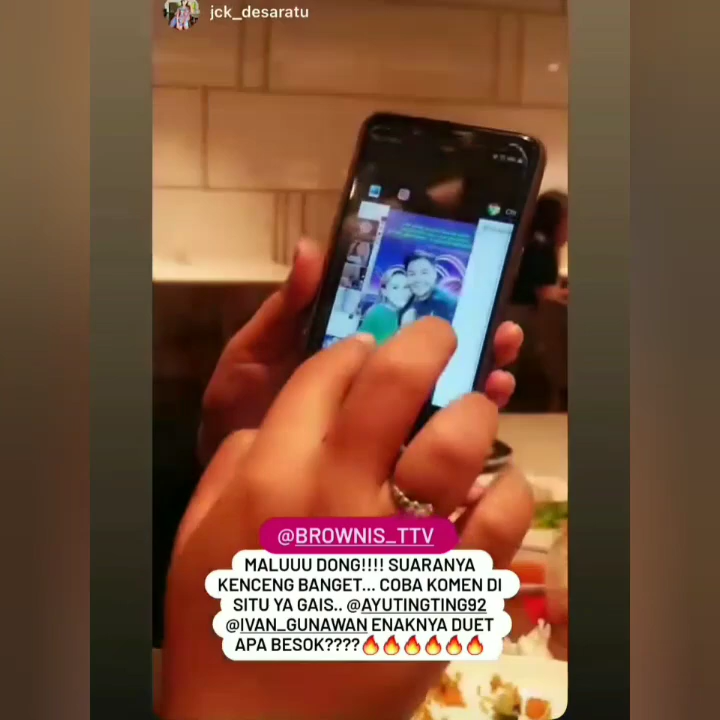 jck_desaratu
@BROWNIS_TTV
MALUUU DONG!!!! SUARANYA
KENCENG BANGET... COBA KOMEN DI
SITU YA GAIS.. @AYUTINGTING92
@IVAN_GUNAWAN ENAKNYA DUET
APA BESOK????🔥🔥🔥🔥🔥🔥